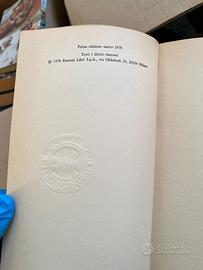 Prima edizione marzo 1978
Tutti i diritti riservati
© 1978 Rusconi Libri S.p.A., via Oldofredi 23, 20124 Milano
Subito.it